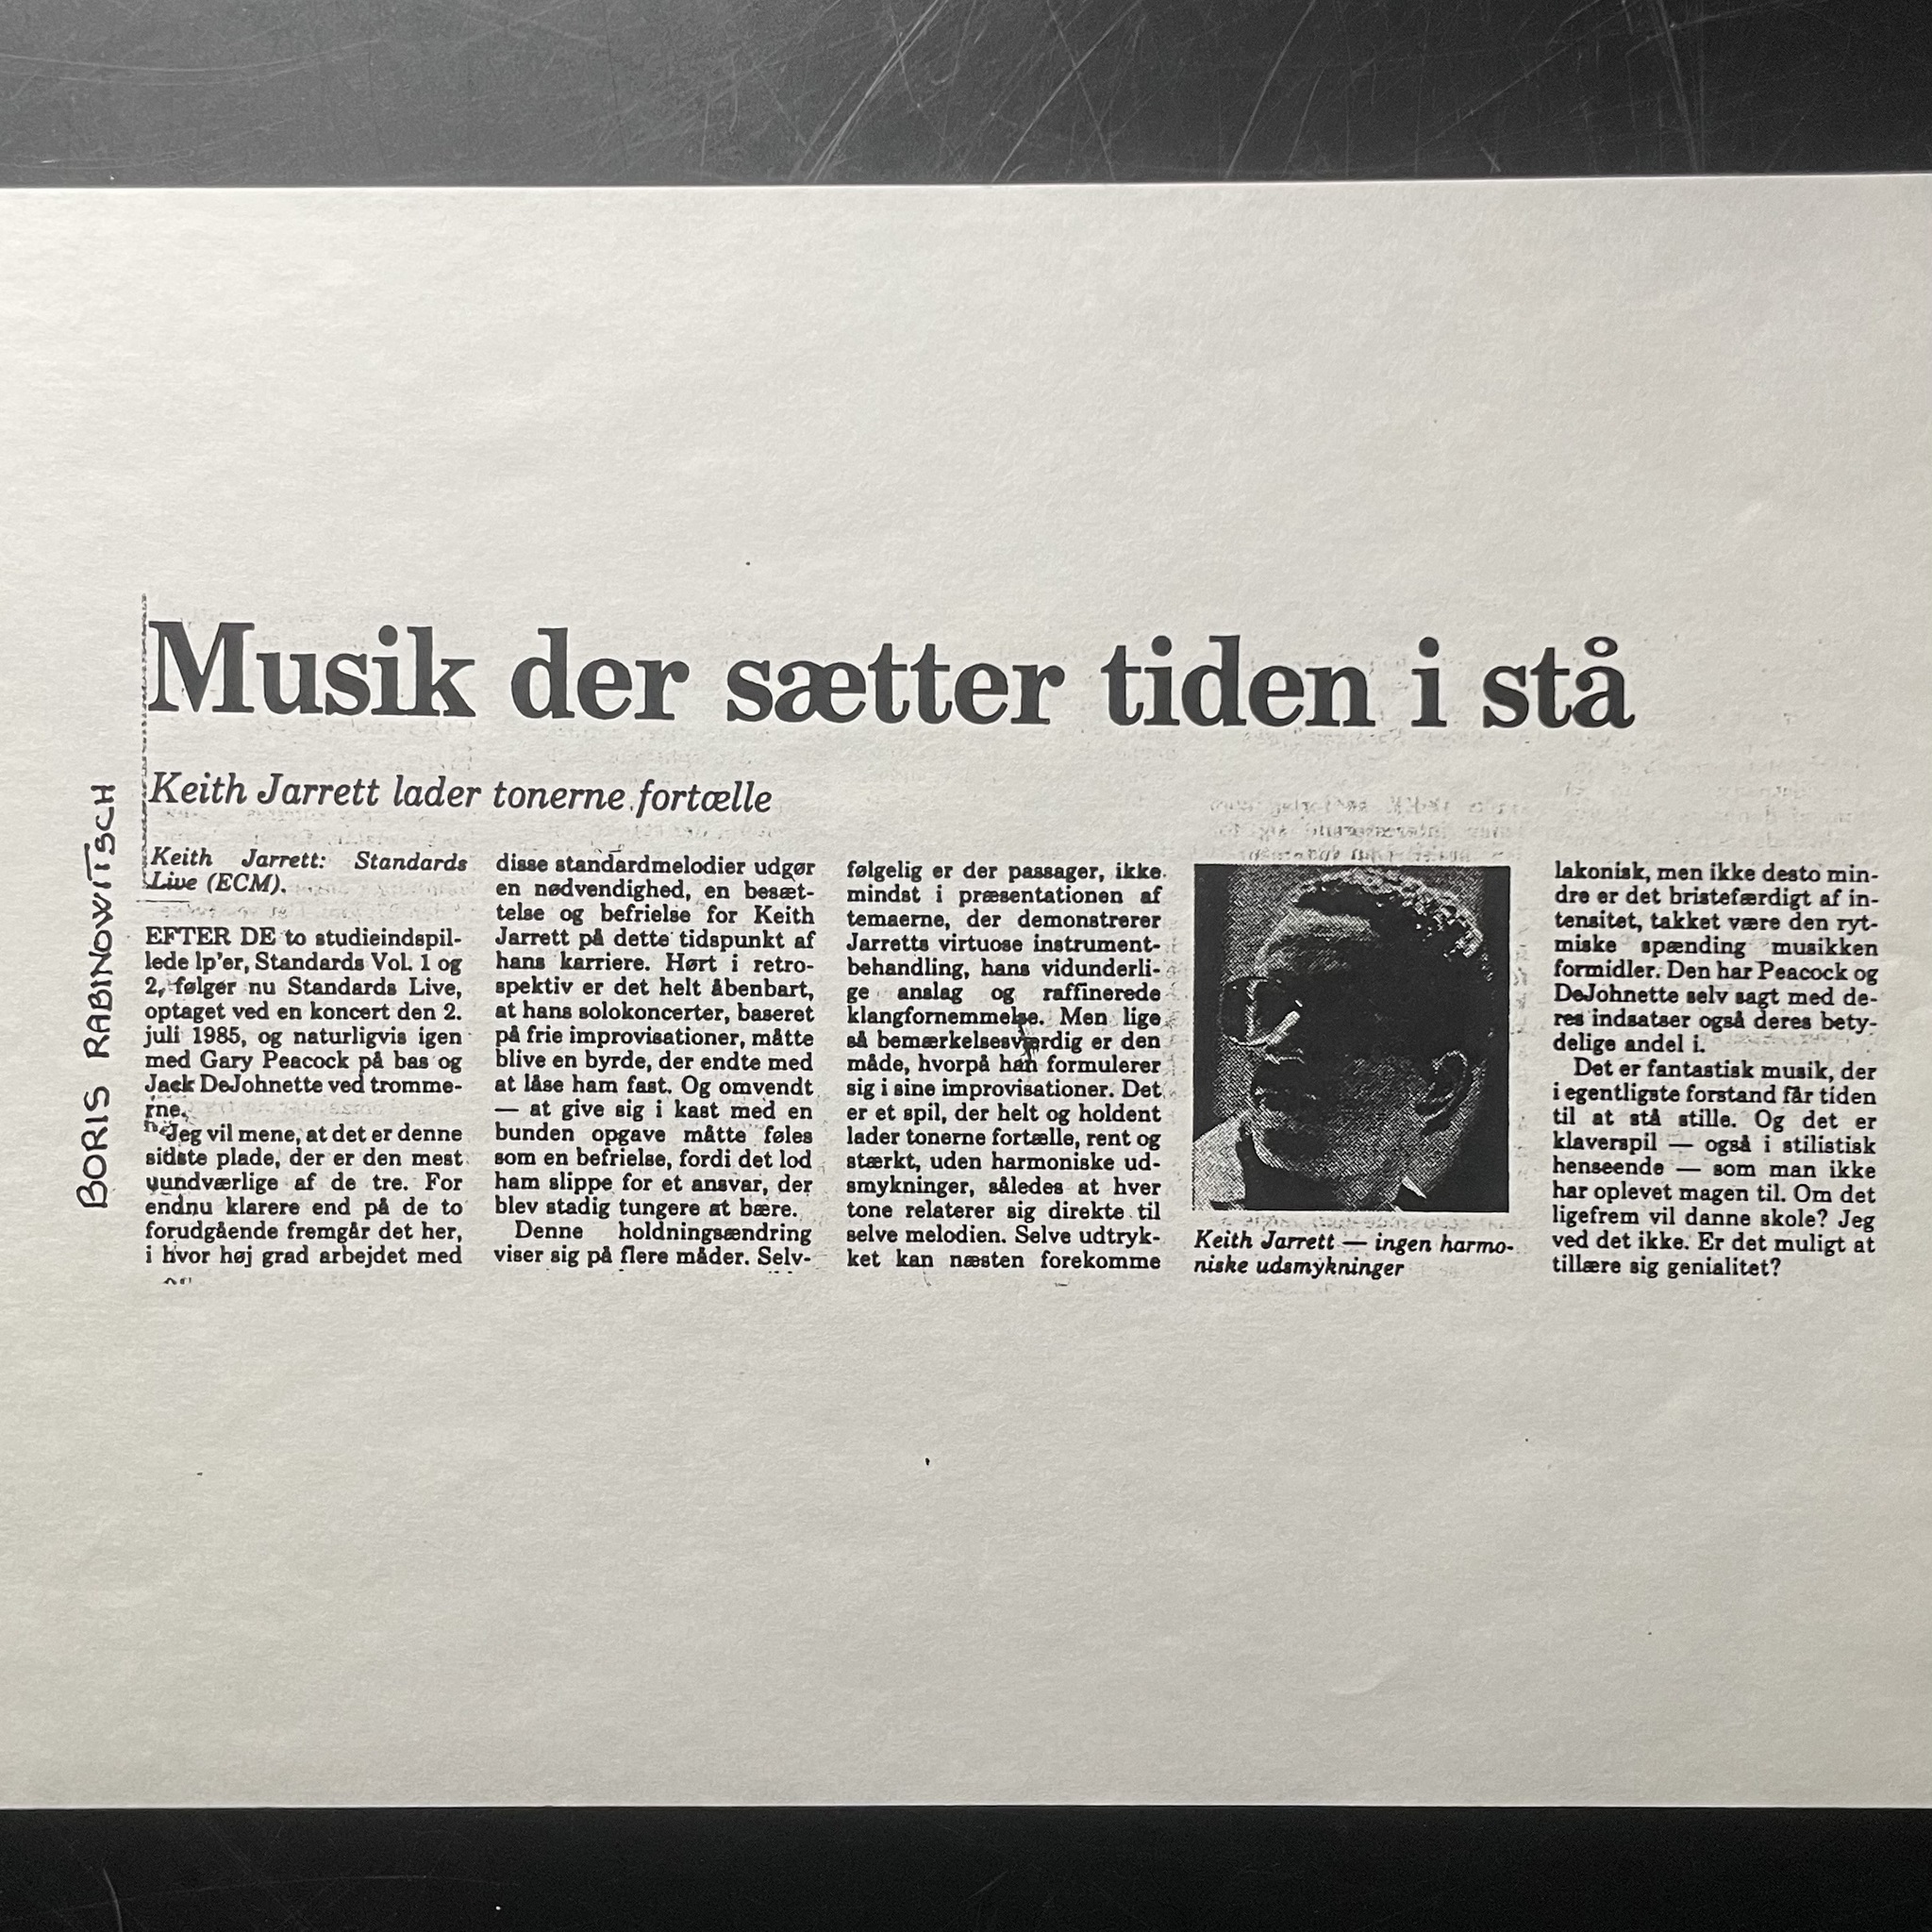 Musik der sætter tiden i stå
Keith Jarrett lader tonerne fortælle
BORIS RABINOWITSCH
Keith Jarrett: Standards
Live (ECM).
EFTER DE to studieindspil-
lede lp'er, Standards Vol. 1 og
2, følger nu Standards Live,
optaget ved en koncert den 2.
juli 1985, og naturligvis igen
med Gary Peacock på bas og
Jack DeJohnette ved tromme-
rne.
Jeg vil mene, at det er denne
sidste plade, der er den mest
uundværlige af de tre. For
endnu klarere end på de to
forudgående fremgår det her,
i hvor høj grad arbejdet med
disse standardmelodier udgør
en nødvendighed, en besæt-
telse og befrielse for Keith
Jarrett på dette tidspunkt af
hans karriere. Hørt i retro-
spektiv er det helt åbenbart,
at hans solokoncerter, baseret
på frie improvisationer, måtte
blive en byrde, der endte med
at låse ham fast. Og omvendt
— at give sig i kast med en
bunden opgave måtte føles
som en befrielse, fordi det lod
ham slippe for et ansvar, der
blev stadig tungere at bære.
Denne holdningsændring
viser sig på flere måder. Selv-
følgelig er der passager, ikke
mindst i præsentationen af
temaerne, der demonstrerer
Jarretts virtuose instrument-
behandling, hans vidunderli-
ge anslag og raffinerede
klangfornemmelse. Men lige
så bemærkelsesværdig er den
måde, hvorpå han formulerer
sig i sine improvisationer. Det
er et spil, der helt og holdent
lader tonerne fortælle, rent og
stærkt, uden harmoniske ud-
smykninger, således at hver
tone relaterer sig direkte til
selve melodien. Selve udtryk-
ket kan næsten forekomme
Keith Jarrett — ingen harmo-
niske udsmykninger
lakonisk, men ikke desto min-
dre er det bristefærdigt af in-
tensitet, takket være den ryt-
miske spænding musikken
formidler. Den har Peacock og
DeJohnette selv sagt med de-
res indsatser også deres bety-
delige andel i.
Det er fantastisk musik, der
i egentligste forstand får tiden
til at stå stille. Og det er
klaverspil — også i stilistisk
henseende — som man ikke
har oplevet magen til. Om det
ligefrem vil danne skole? Jeg
ved det ikke. Er det muligt at
tillære sig genialitet?